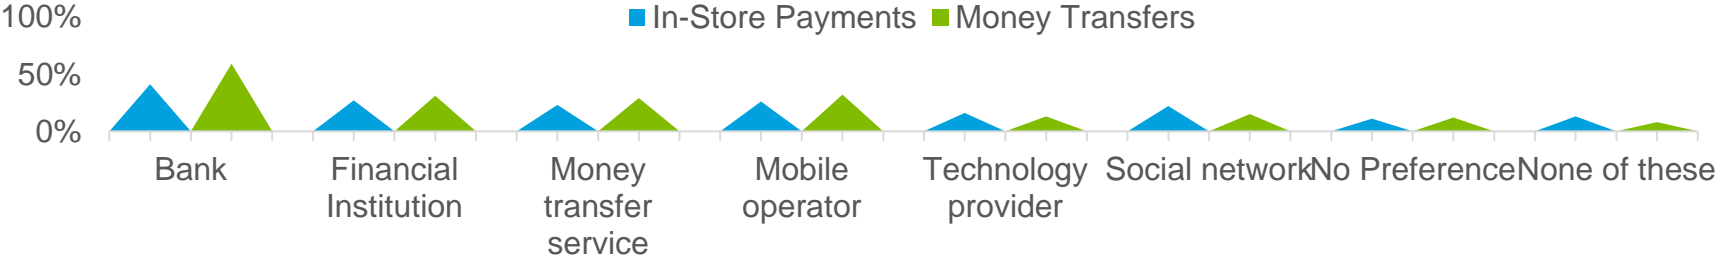 100%
In-Store Payments Money Transfers
50%
0%
Bank
Financial
Institution
Money
transfer
service
Mobile
operator
Technology
provider
Social network
No Preference
None of these